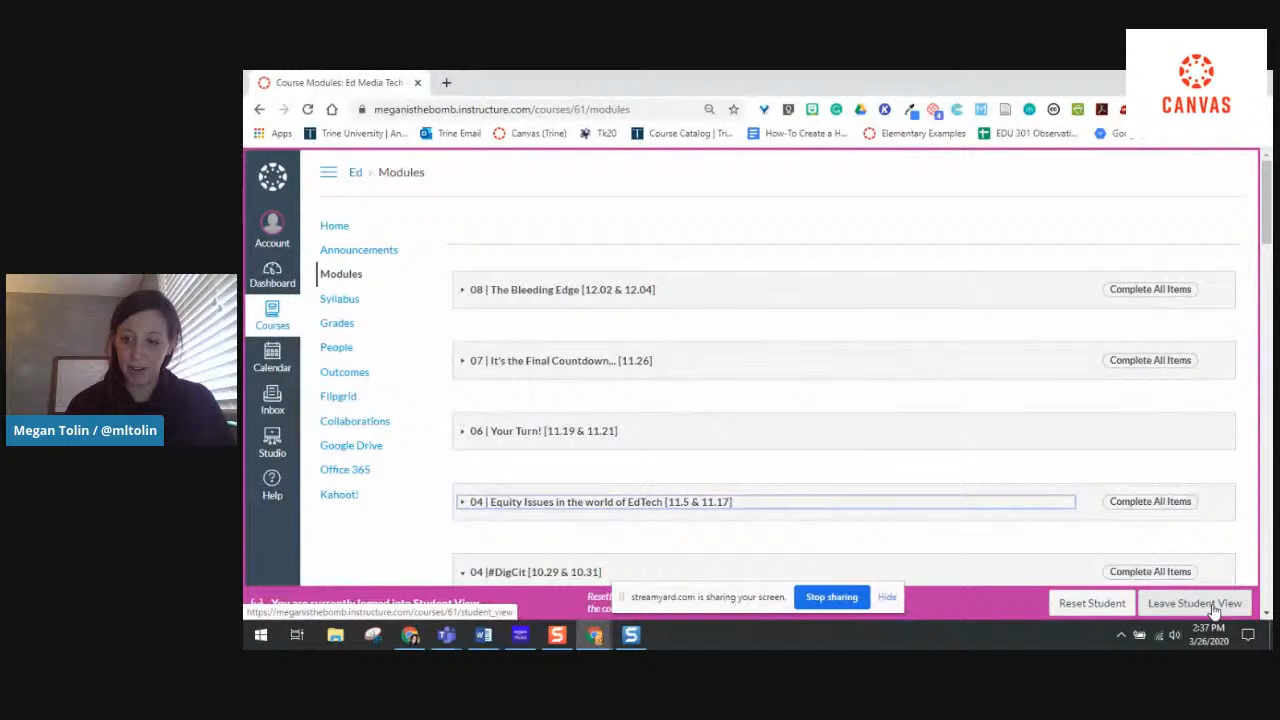 CANVAS
Course Modules: Ed Media Tech
meganisthebomb.instructure.com/courses/61/modules
Apps
Trine University | An...
Trine Email
Canvas (Trine)
Tk20
Course Catalog | Tri...
How-To Create a H...
Elementary Examples
EDU 301 Observati...
Ed › Modules
Account
Dashboard
Courses
Calendar
Inbox
Studio
Help
Home
Announcements
Modules
Syllabus
Grades
People
Outcomes
Flipgrid
Collaborations
Google Drive
Office 365
Kahoot!
08 | The Bleeding Edge [12.02 & 12.04]
Complete All Items
07 | It's the Final Countdown... [11.26]
Complete All Items
06 | Your Turn! [11.19 & 11.21]
04 | Equity Issues in the world of EdTech [11.5 & 11.17]
Complete All Items
04 |#DigCit [10.29 & 10.31]
Complete All Items
Megan Tolin / @mltolin
You are currently logged into Student View
streamyard.com is sharing your screen.
Stop sharing
Hide
Reset Student
Leave Student View
https://meganisthebomb.instructure.com/courses/61/student_view
2:37 PM
3/26/2020